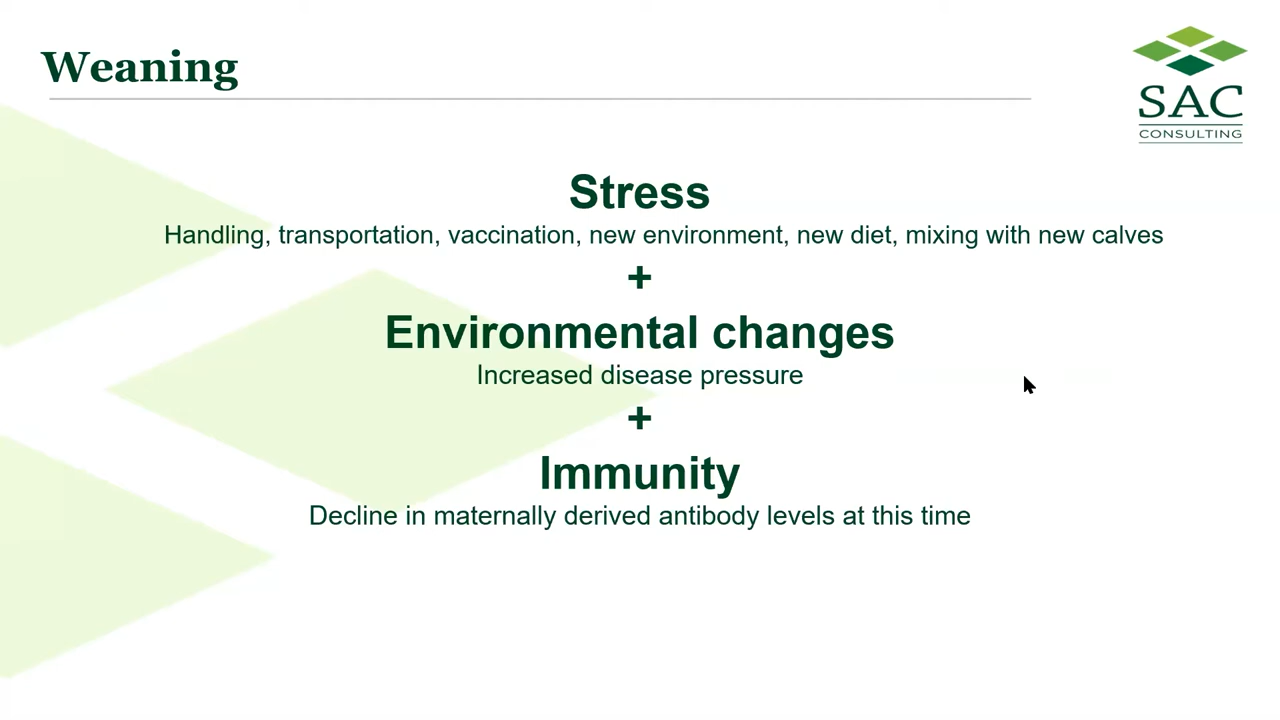 Weaning
SAC
CONSULTING
Stress
Handling, transportation, vaccination, new environment, new diet, mixing with new calves
+
Environmental changes
Increased disease pressure
+
Immunity
Decline in maternally derived antibody levels at this time